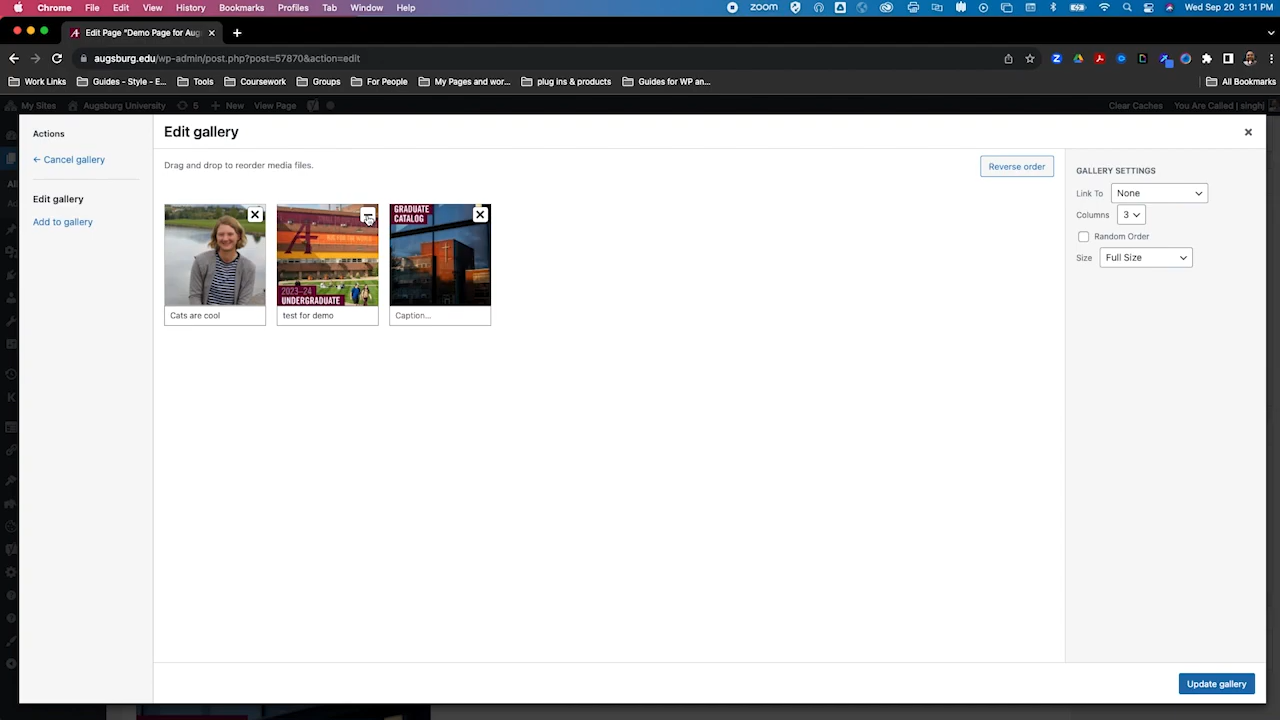 Chrome File Edit View History Bookmarks Profiles Tab Window Help zoom Wed Sep 20 3:11 PM
Edit Page "Demo Page for Aug
augsburg.edu/wp-admin/post.php?post=57870&action=edit
Work Links Guides - Style - E... Tools Coursework Groups For People My Pages and wor... plug ins & products Guides for WP an... All Bookmarks
My Sites Augsburg University 5 New View Page Clear Caches You Are Called | singhj
Actions
Edit gallery
← Cancel gallery
Drag and drop to reorder media files.
Reverse order
GALLERY SETTINGS
Edit gallery
Link To None
Add to gallery
Columns 3
Random Order
Size Full Size
GRADUATE
CATALOG
A
2023–24
UNDERGRADUATE
Cats are cool
test for demo
Caption...
Update gallery